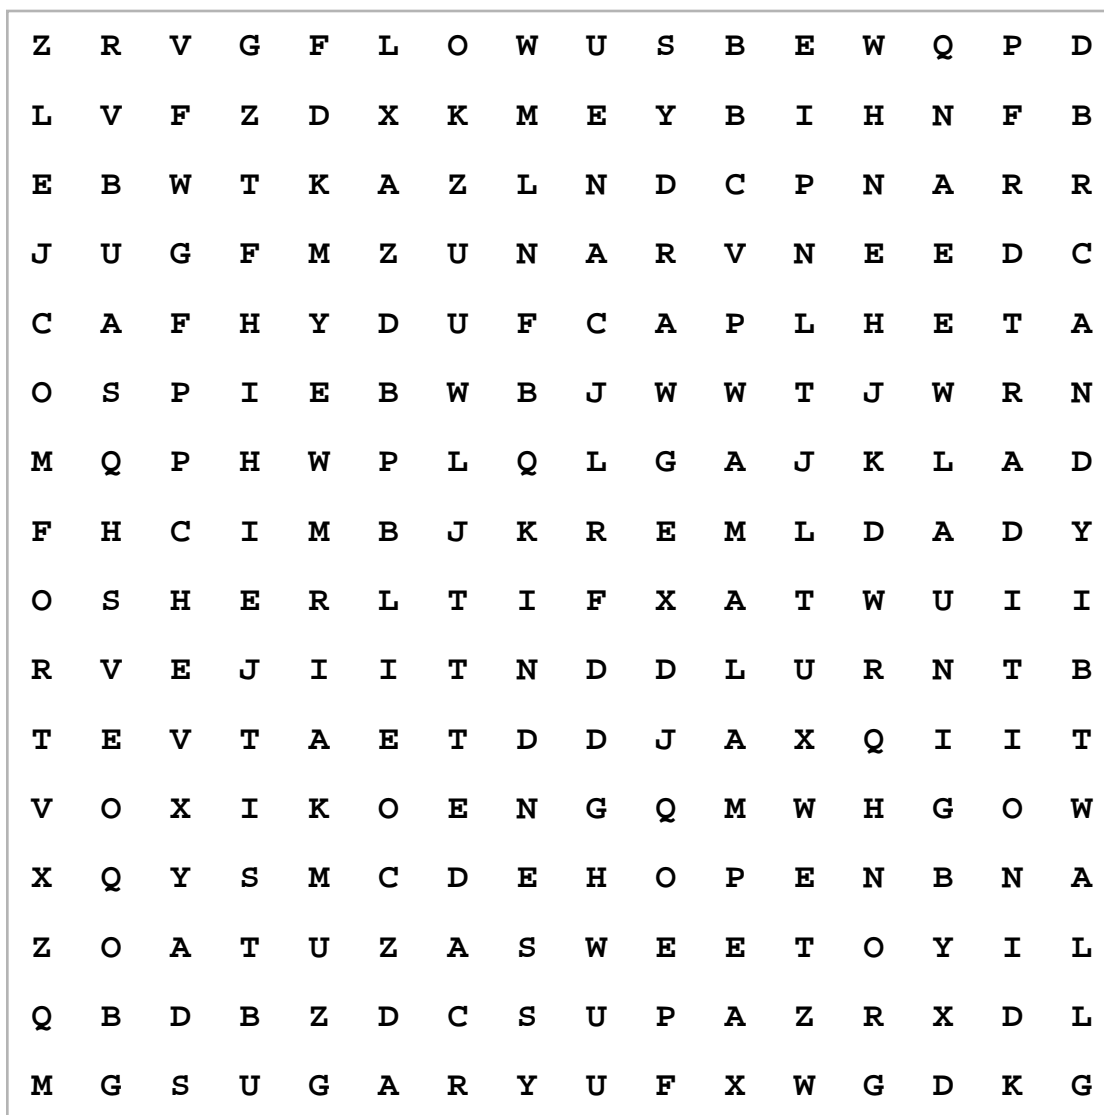 Z R V G F L O W U S B E W Q P D
L V F Z D X K M E Y B I H N F B
E B W T K A Z L N D C P N A R R
J U G F M Z U N A R V N E E D C
C A F H Y D U F C A P L H E T A
O S P I E B W B J W W T J W R N
M Q P H W P L Q L G A J K L A D
F H C I M B J K R E M L D A D Y
O S H E R L T I F X A T W U I I
R V E J I I T N D D L U R N T B
T E V T A E T D D J A X Q I I T
V O X I K O E N G Q M W H G O W
X Q Y S M C D E H O P E N B N A
Z O A T U Z A S W E E T O Y I L
Q B D B Z D C S U P A Z R X D L
M G S U G A R Y U F X W G D K G